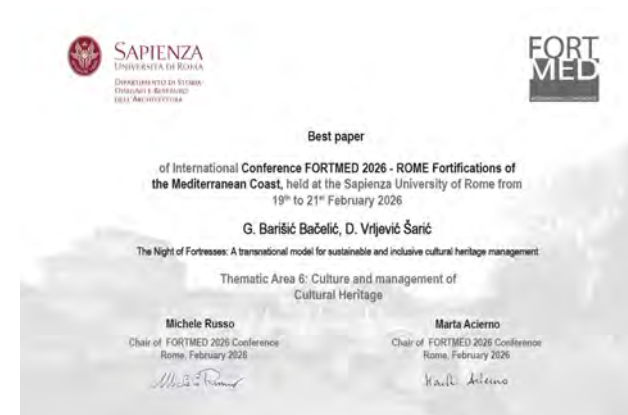 SAPIENZA
UNIVERSITÀ DI ROMA
DIPARTIMENTO DI STORIA
DISEGNO E RESTAURO
DELL'ARCHITETTURA
FORT
MED
Best paper
of International Conference FORTMED 2026 - ROME Fortifications of
the Mediterranean Coast, held at the Sapienza University of Rome from
19th to 21st February 2026
G. Barišić Bačelić, D. Vrljević Šarić
The Night of Fortresses: A transnational model for sustainable and inclusive cultural heritage management
Thematic Area 6: Culture and management of
Cultural Heritage
Michele Russo
Chair of FORTMED 2026 Conference
Rome, February 2026
Marta Acierno
Chair of FORTMED 2026 Conference
Rome, February 2026